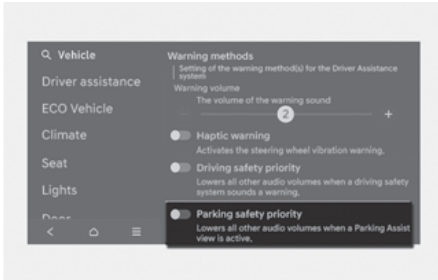 Vehicle
Driver assistance
ECO Vehicle
Climate
Seat
Lights
Door
Warning methods
Setting of the warning method(s) for the Driver Assistance
system
Warning volume
The volume of the warning sound
– 2 +
Haptic warning
Activates the steering wheel vibration warning,
Driving safety priority
Lowers all other audio volumes when a driving safety
system sounds a warning,
Parking safety priority
Lowers all other audio volumes when a Parking Assist
view is active,